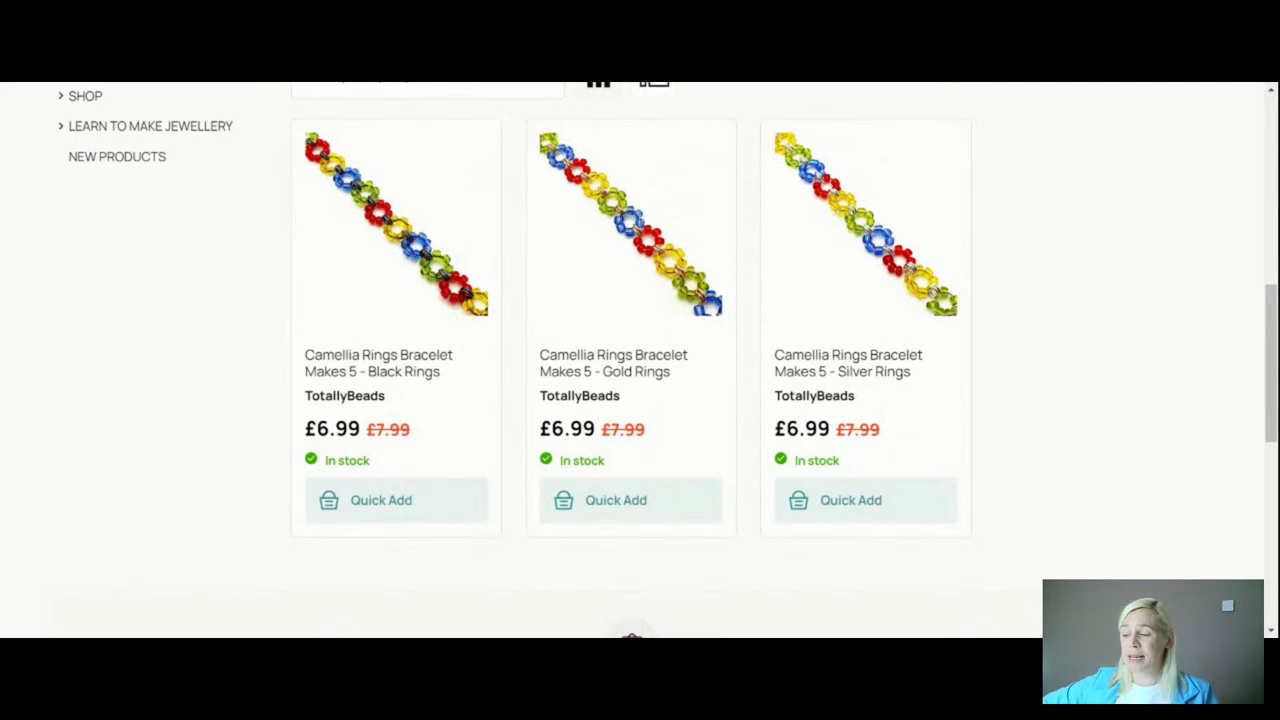 SHOP
LEARN TO MAKE JEWELLERY
NEW PRODUCTS
Camellia Rings Bracelet
Makes 5 - Black Rings
TotallyBeads
£6.99 £7.99
In stock
Quick Add
Camellia Rings Bracelet
Makes 5 - Gold Rings
TotallyBeads
£6.99 £7.99
In stock
Quick Add
Camellia Rings Bracelet
Makes 5 - Silver Rings
TotallyBeads
£6.99 £7.99
In stock
Quick Add